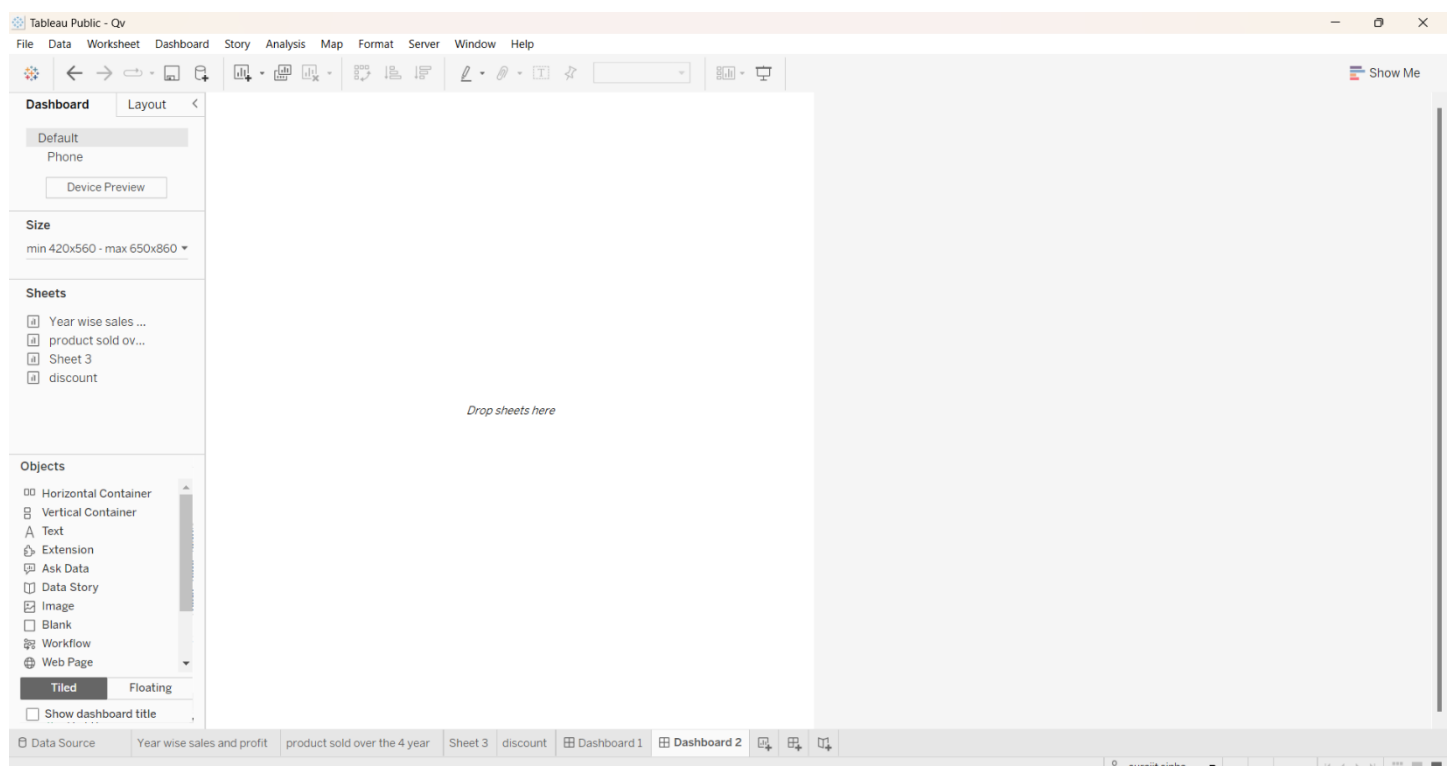 Tableau Public - Qv
File Data Worksheet Dashboard Story Analysis Map Format Server Window Help
Show Me
Dashboard Layout
Default
Phone
Device Preview
Size
min 420x560 - max 650x860
Sheets
Year wise sales ...
product sold ov...
Sheet 3
discount
Drop sheets here
Objects
Horizontal Container
Vertical Container
Text
Extension
Ask Data
Data Story
Image
Blank
Workflow
Web Page
Tiled Floating
Show dashboard title
Data Source Year wise sales and profit product sold over the 4 year Sheet 3 discount Dashboard 1 Dashboard 2